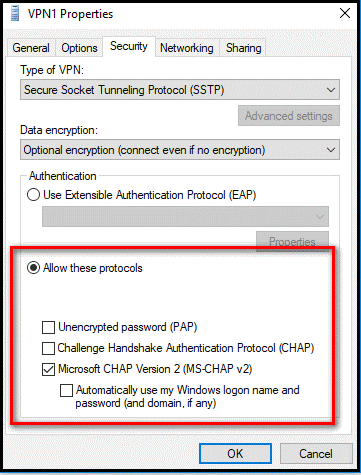 VPN1 Properties
General Options Security Networking Sharing
Type of VPN:
Secure Socket Tunneling Protocol (SSTP)
Advanced settings
Data encryption:
Optional encryption (connect even if no encryption)
Authentication
Use Extensible Authentication Protocol (EAP)
Properties
Allow these protocols
Unencrypted password (PAP)
Challenge Handshake Authentication Protocol (CHAP)
Microsoft CHAP Version 2 (MS-CHAP v2)
Automatically use my Windows logon name and
password (and domain, if any)
OK Cancel